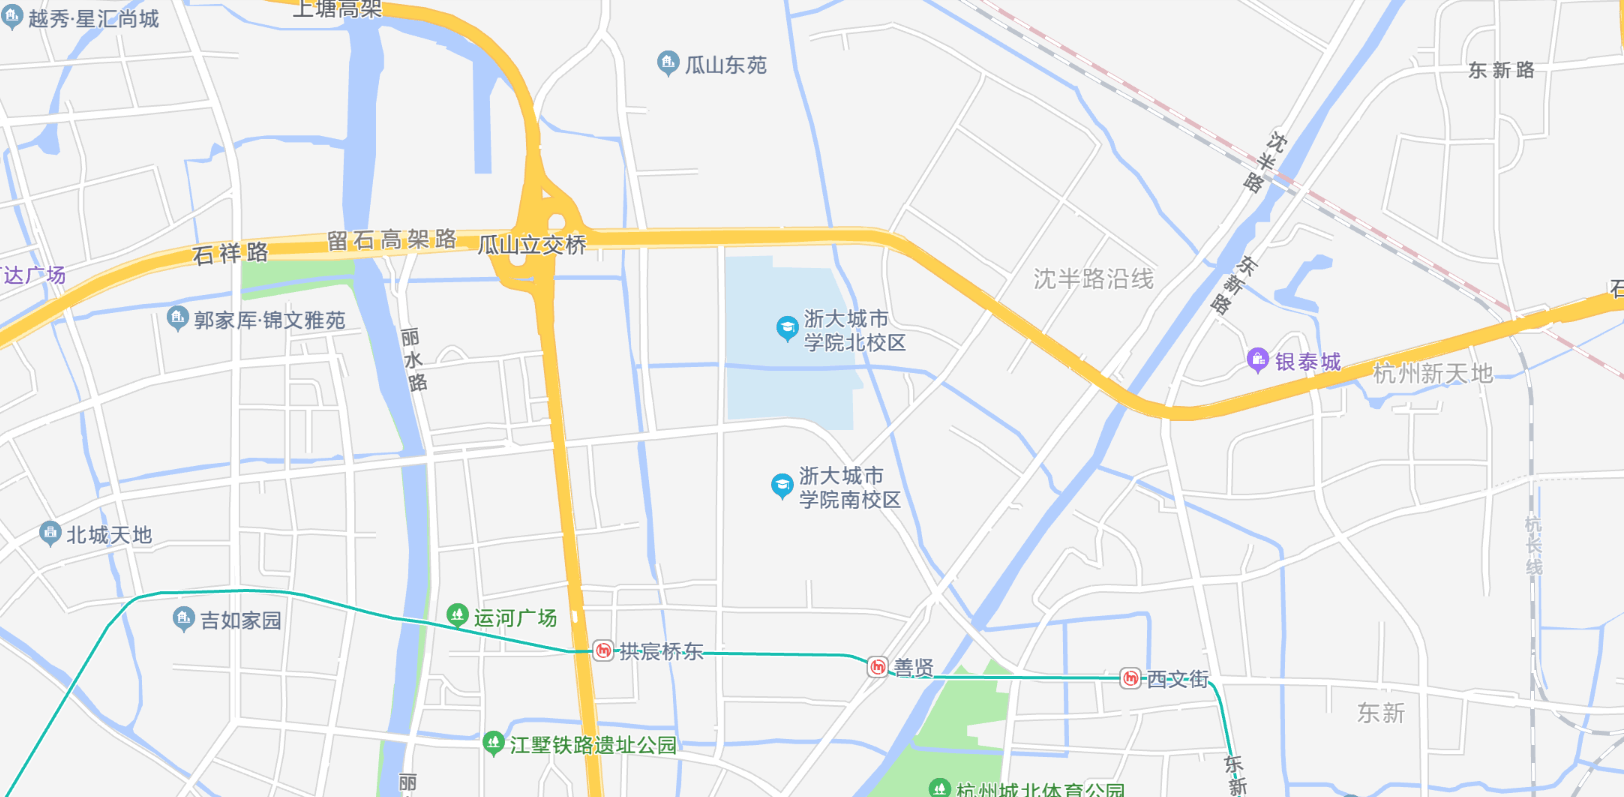 越秀·星汇尚城
上塘高架
瓜山东苑
东新路
沈半路
石祥路
留石高架路
瓜山立交桥
达广场
沈半路沿线
东新路
石
郭家厍·锦文雅苑
丽水路
浙大城市
学院北校区
银泰城
杭州新天地
浙大城市
学院南校区
北城天地
杭长线
吉如家园
运河广场
拱宸桥东
善贤
西文街
东新
江墅铁路遗址公园
丽
东新
杭州城北体育公园